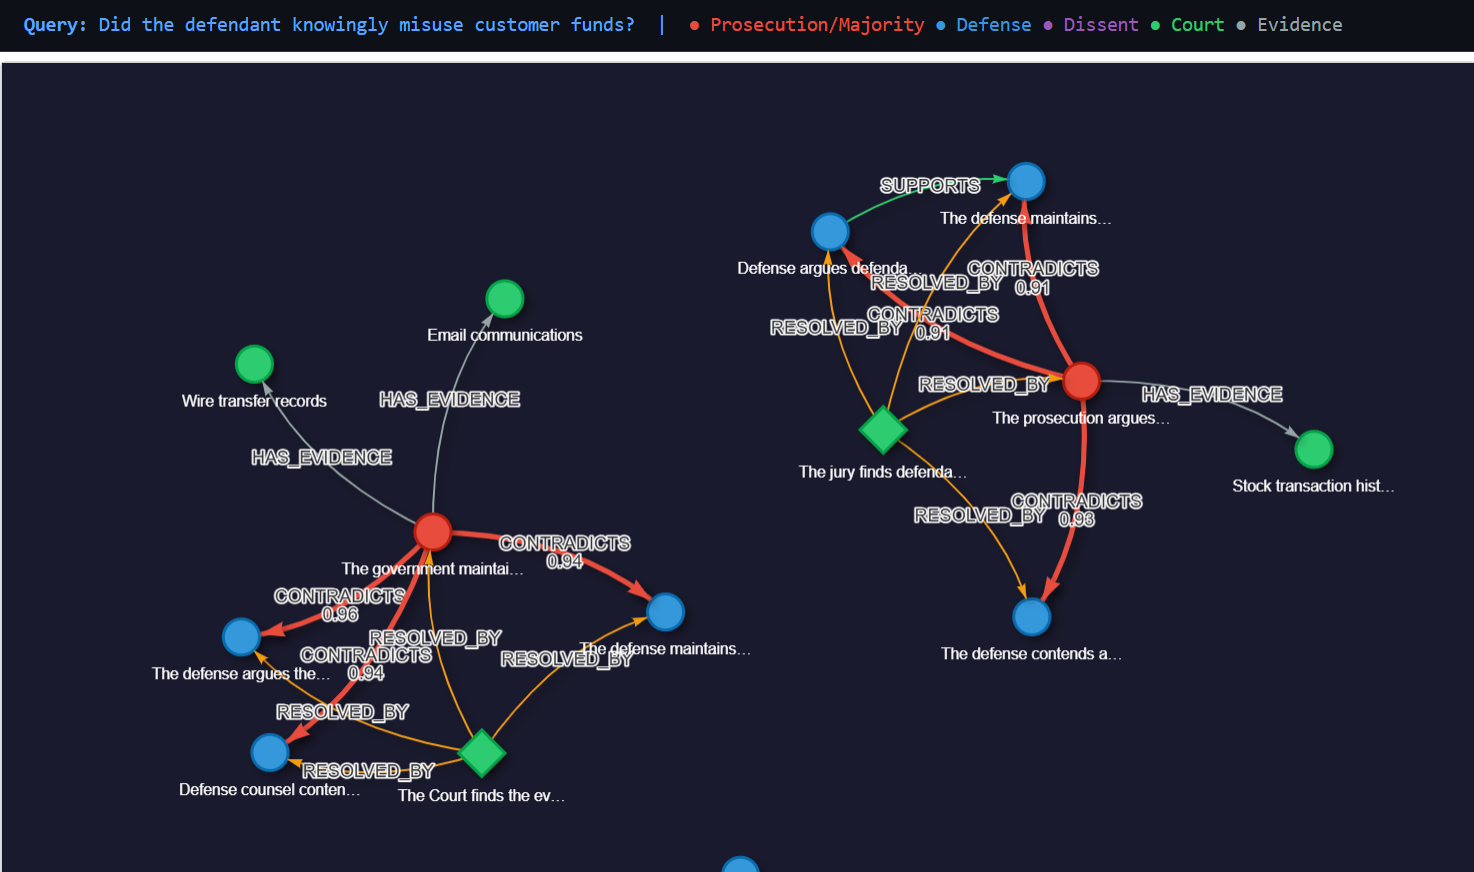 Query: Did the defendant knowingly misuse customer funds? | ● Prosecution/Majority ● Defense ● Dissent ● Court ● Evidence
SUPPORTS
The defense maintains...
Defense argues defenda...
CONTRADICTS
0.91
RESOLVED_BY
CONTRADICTS
0.91
RESOLVED_BY
RESOLVED_BY
HAS_EVIDENCE
The prosecution argues...
The jury finds defenda...
Stock transaction hist...
CONTRADICTS
0.93
RESOLVED_BY
The defense contends a...
Email communications
Wire transfer records
HAS_EVIDENCE
HAS_EVIDENCE
The government maintai...
CONTRADICTS
0.94
CONTRADICTS
0.96
RESOLVED_BY
CONTRADICTS
0.94
The defense maintains...
RESOLVED_BY
The defense argues the...
RESOLVED_BY
RESOLVED_BY
Defense counsel conten...
The Court finds the ev...